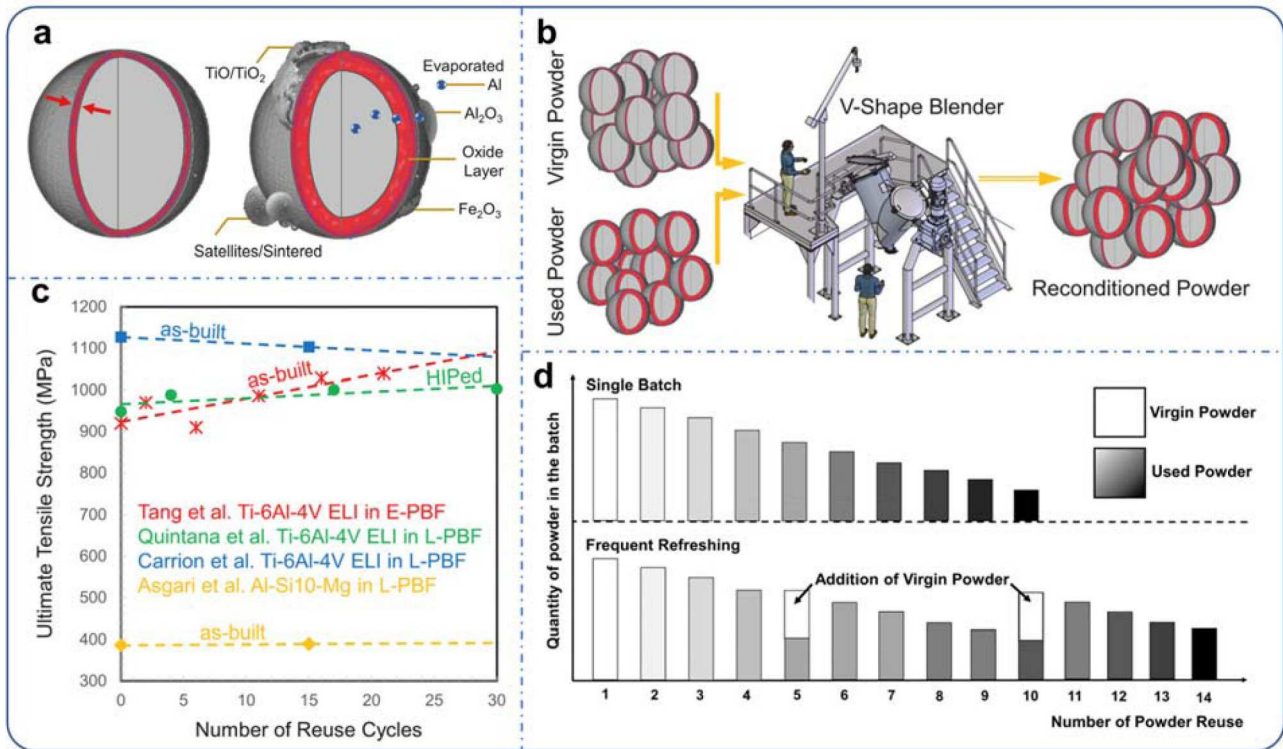 a
TiO/TiO2
Evaporated
Al
Al2O3
Oxide
Layer
Fe2O3
Satellites/Sintered
b
Virgin Powder
Used Powder
V-Shape Blender
Reconditioned Powder
c
Ultimate Tensile Strength (MPa)
1200
1100
1000
900
800
700
600
500
400
300
as-built
as-built
HIPed
Tang et al. Ti-6Al-4V ELI in E-PBF
Quintana et al. Ti-6Al-4V ELI in L-PBF
Carrion et al. Ti-6Al-4V ELI in L-PBF
Asgari et al. Al-Si10-Mg in L-PBF
as-built
0 5 10 15 20 25 30
Number of Reuse Cycles
d
Quantity of powder in the batch
Single Batch
Virgin Powder
Used Powder
Frequent Refreshing
Addition of Virgin Powder
1 2 3 4 5 6 7 8 9 10 11 12 13 14
Number of Powder Reuse